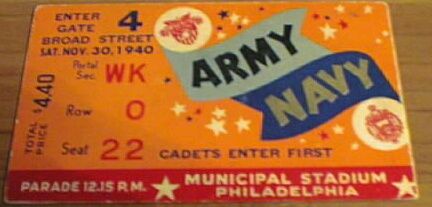 ENTER
GATE 4
BROAD STREET
SAT. NOV. 30, 1940
Portal
Sec. WK
Row O
Seat 22
TOTAL PRICE $4.40
ARMY
NAVY
CADETS ENTER FIRST
PARADE 12.15 P.M.
MUNICIPAL STADIUM
PHILADELPHIA